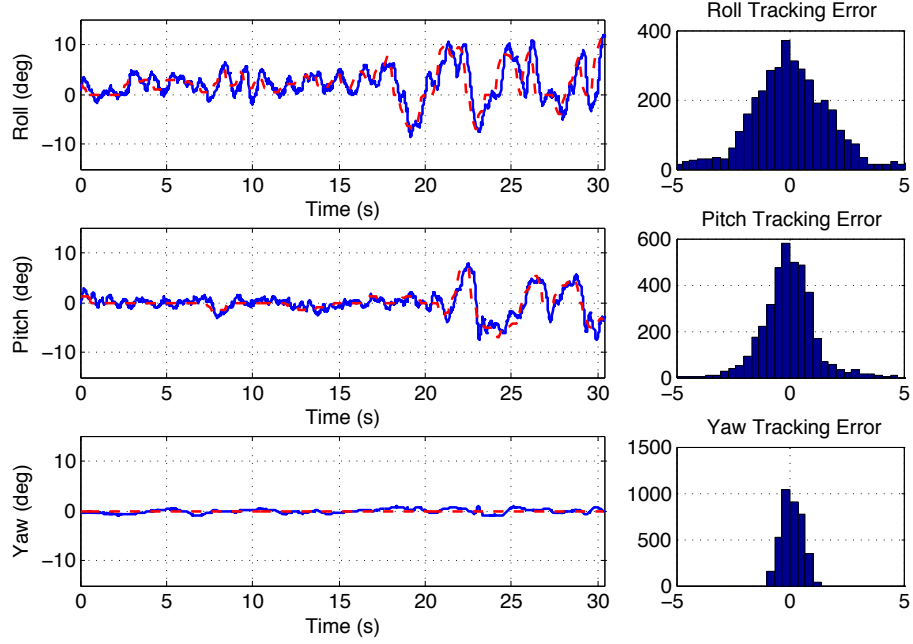 Roll (deg)
10
0
−10
0 5 10 15 20 25 30
Time (s)
Roll Tracking Error
400
200
0
−5 0 5
Pitch (deg)
10
0
−10
0 5 10 15 20 25 30
Time (s)
Pitch Tracking Error
600
400
200
0
−5 0 5
Yaw (deg)
10
0
−10
0 5 10 15 20 25 30
Time (s)
Yaw Tracking Error
1500
1000
500
0
−5 0 5